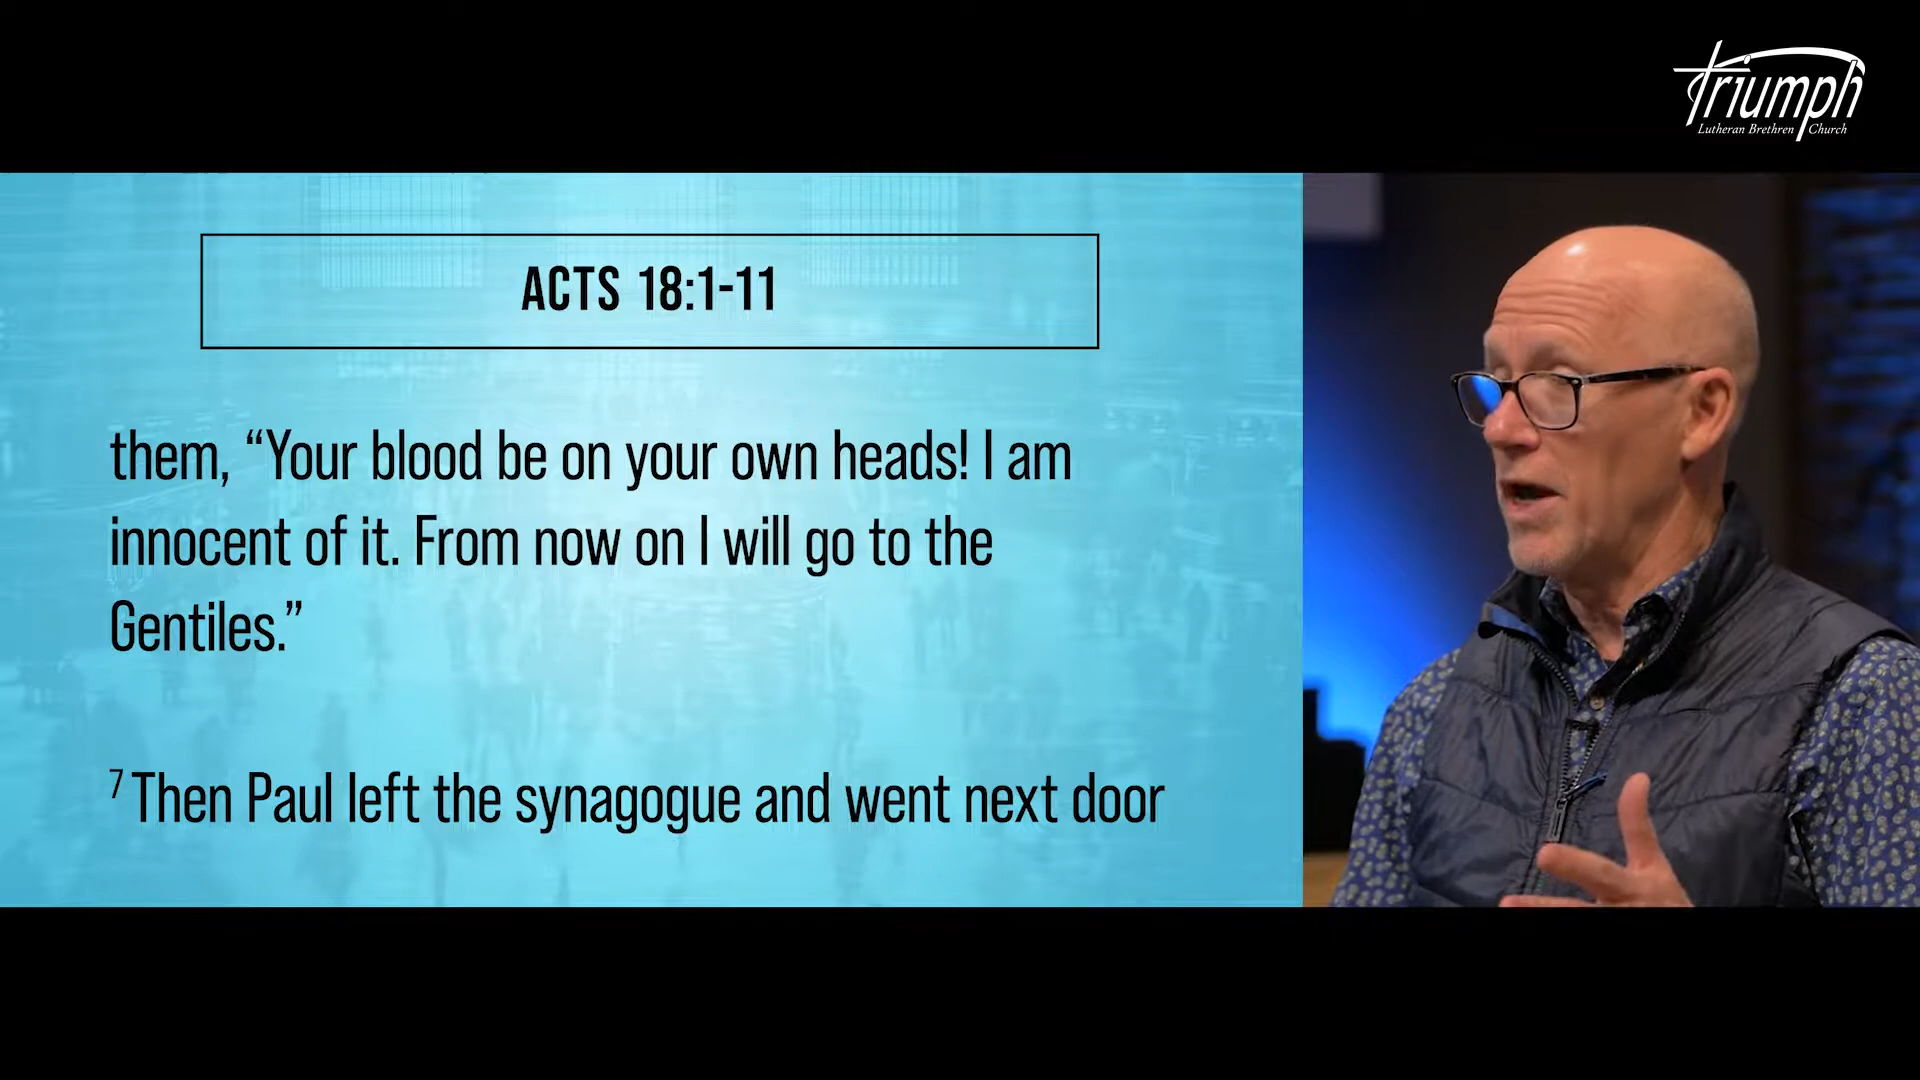 Triumph
Lutheran Brethren Church
ACTS 18:1-11
them, “Your blood be on your own heads! I am
innocent of it. From now on I will go to the
Gentiles.”
7 Then Paul left the synagogue and went next door